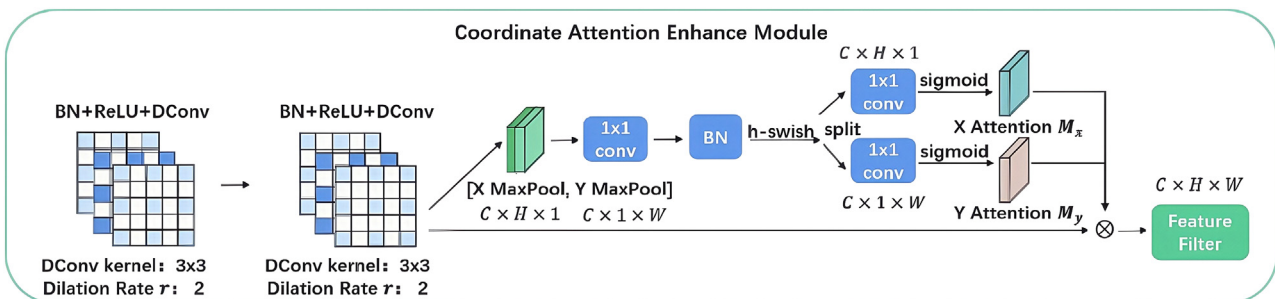 Coordinate Attention Enhance Module
BN+ReLU+DConv
DConv kernel: 3x3
Dilation Rate r: 2
BN+ReLU+DConv
DConv kernel: 3x3
Dilation Rate r: 2
[X MaxPool, Y MaxPool]
C × H × 1
C × 1 × W
1x1
conv
BN
h-swish
split
C × H × 1
1x1
conv
sigmoid
X Attention Mx
1x1
conv
C × 1 × W
sigmoid
Y Attention My
C × H × W
Feature
Filter